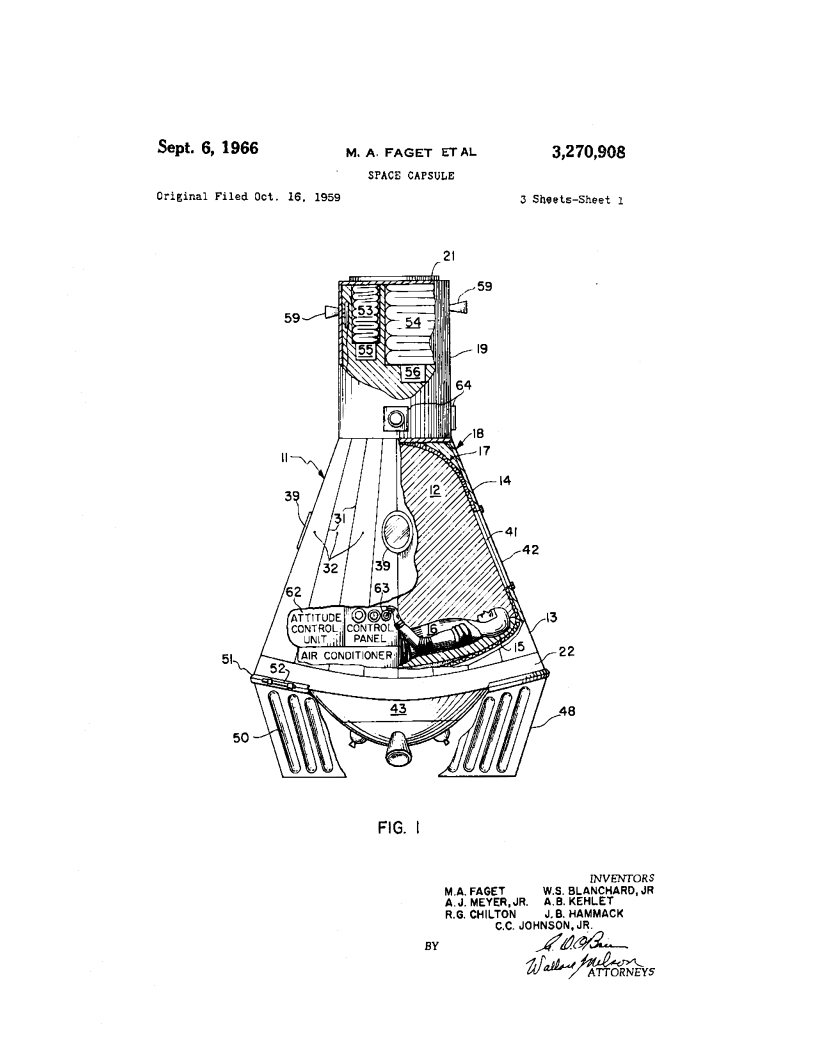 Sept. 6, 1966 M. A. FAGET ET AL 3,270,908
SPACE CAPSULE
Original Filed Oct. 16, 1959 3 Sheets-Sheet 1
21
59
53
59
54
55
19
56
64
18
17
11
14
12
39
31
41
42
32
39
62
63
13
ATTITUDE
CONTROL
UNIT
CONTROL
PANEL
6
15
AIR CONDITIONER
22
51
52
43
48
50
FIG. 1
INVENTORS
M.A. FAGET W.S. BLANCHARD, JR
A.J. MEYER, JR. A.B. KEHLET
R.G. CHILTON J.B. HAMMACK
C.C. JOHNSON, JR.
BY
ATTORNEYS